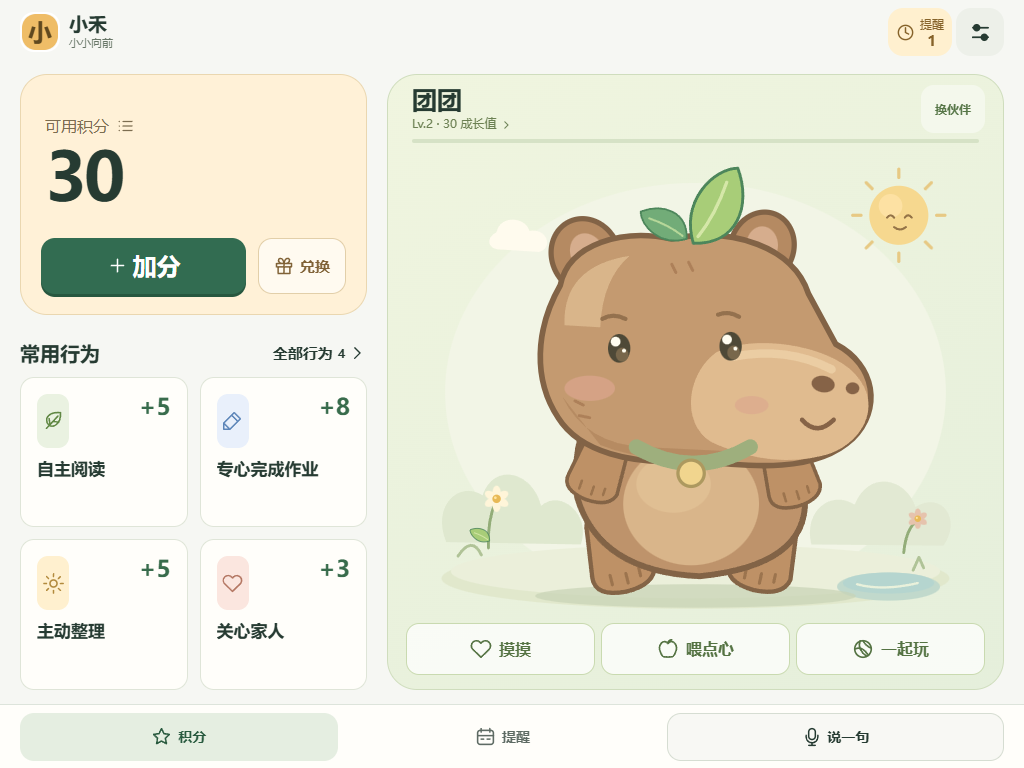 小
小禾
小小向前
提醒
1
可用积分
30
+ 加分
兑换
常用行为
全部行为 4
+5
自主阅读
+8
专心完成作业
+5
主动整理
+3
关心家人
团团
Lv.2 · 30 成长值
换伙伴
摸摸
喂点心
一起玩
积分
提醒
说一句